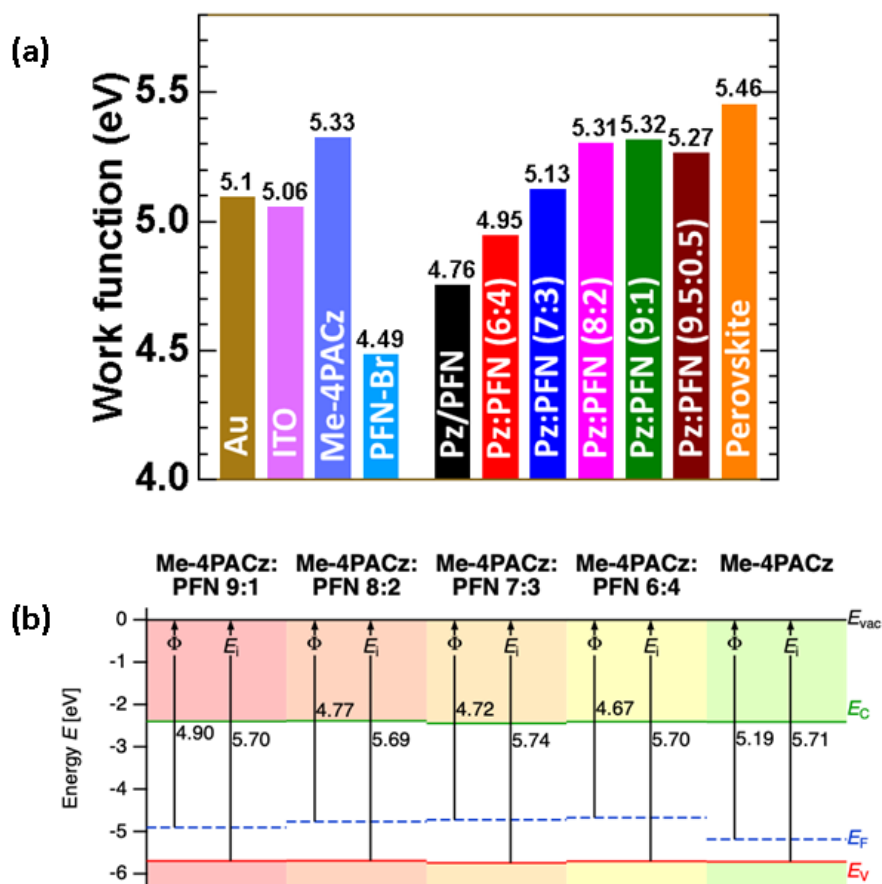 (a)
Work function (eV)
5.5
5.0
4.5
4.0
5.1
5.06
5.33
4.49
4.76
4.95
5.13
5.31
5.32
5.27
5.46
Au
ITO
Me-4PACz
PFN-Br
Pz/PFN
Pz:PFN (6:4)
Pz:PFN (7:3)
Pz:PFN (8:2)
Pz:PFN (9:1)
Pz:PFN (9.5:0.5)
Perovskite
(b)
Me-4PACz:
PFN 9:1
Me-4PACz:
PFN 8:2
Me-4PACz:
PFN 7:3
Me-4PACz:
PFN 6:4
Me-4PACz
Energy E [eV]
0
-1
-2
-3
-4
-5
-6
Φ
Ei
Φ
Ei
Φ
Ei
Φ
Ei
Φ
Ei
4.90
5.70
4.77
5.69
4.72
5.74
4.67
5.70
5.19
5.71
Evac
EC
EF
EV